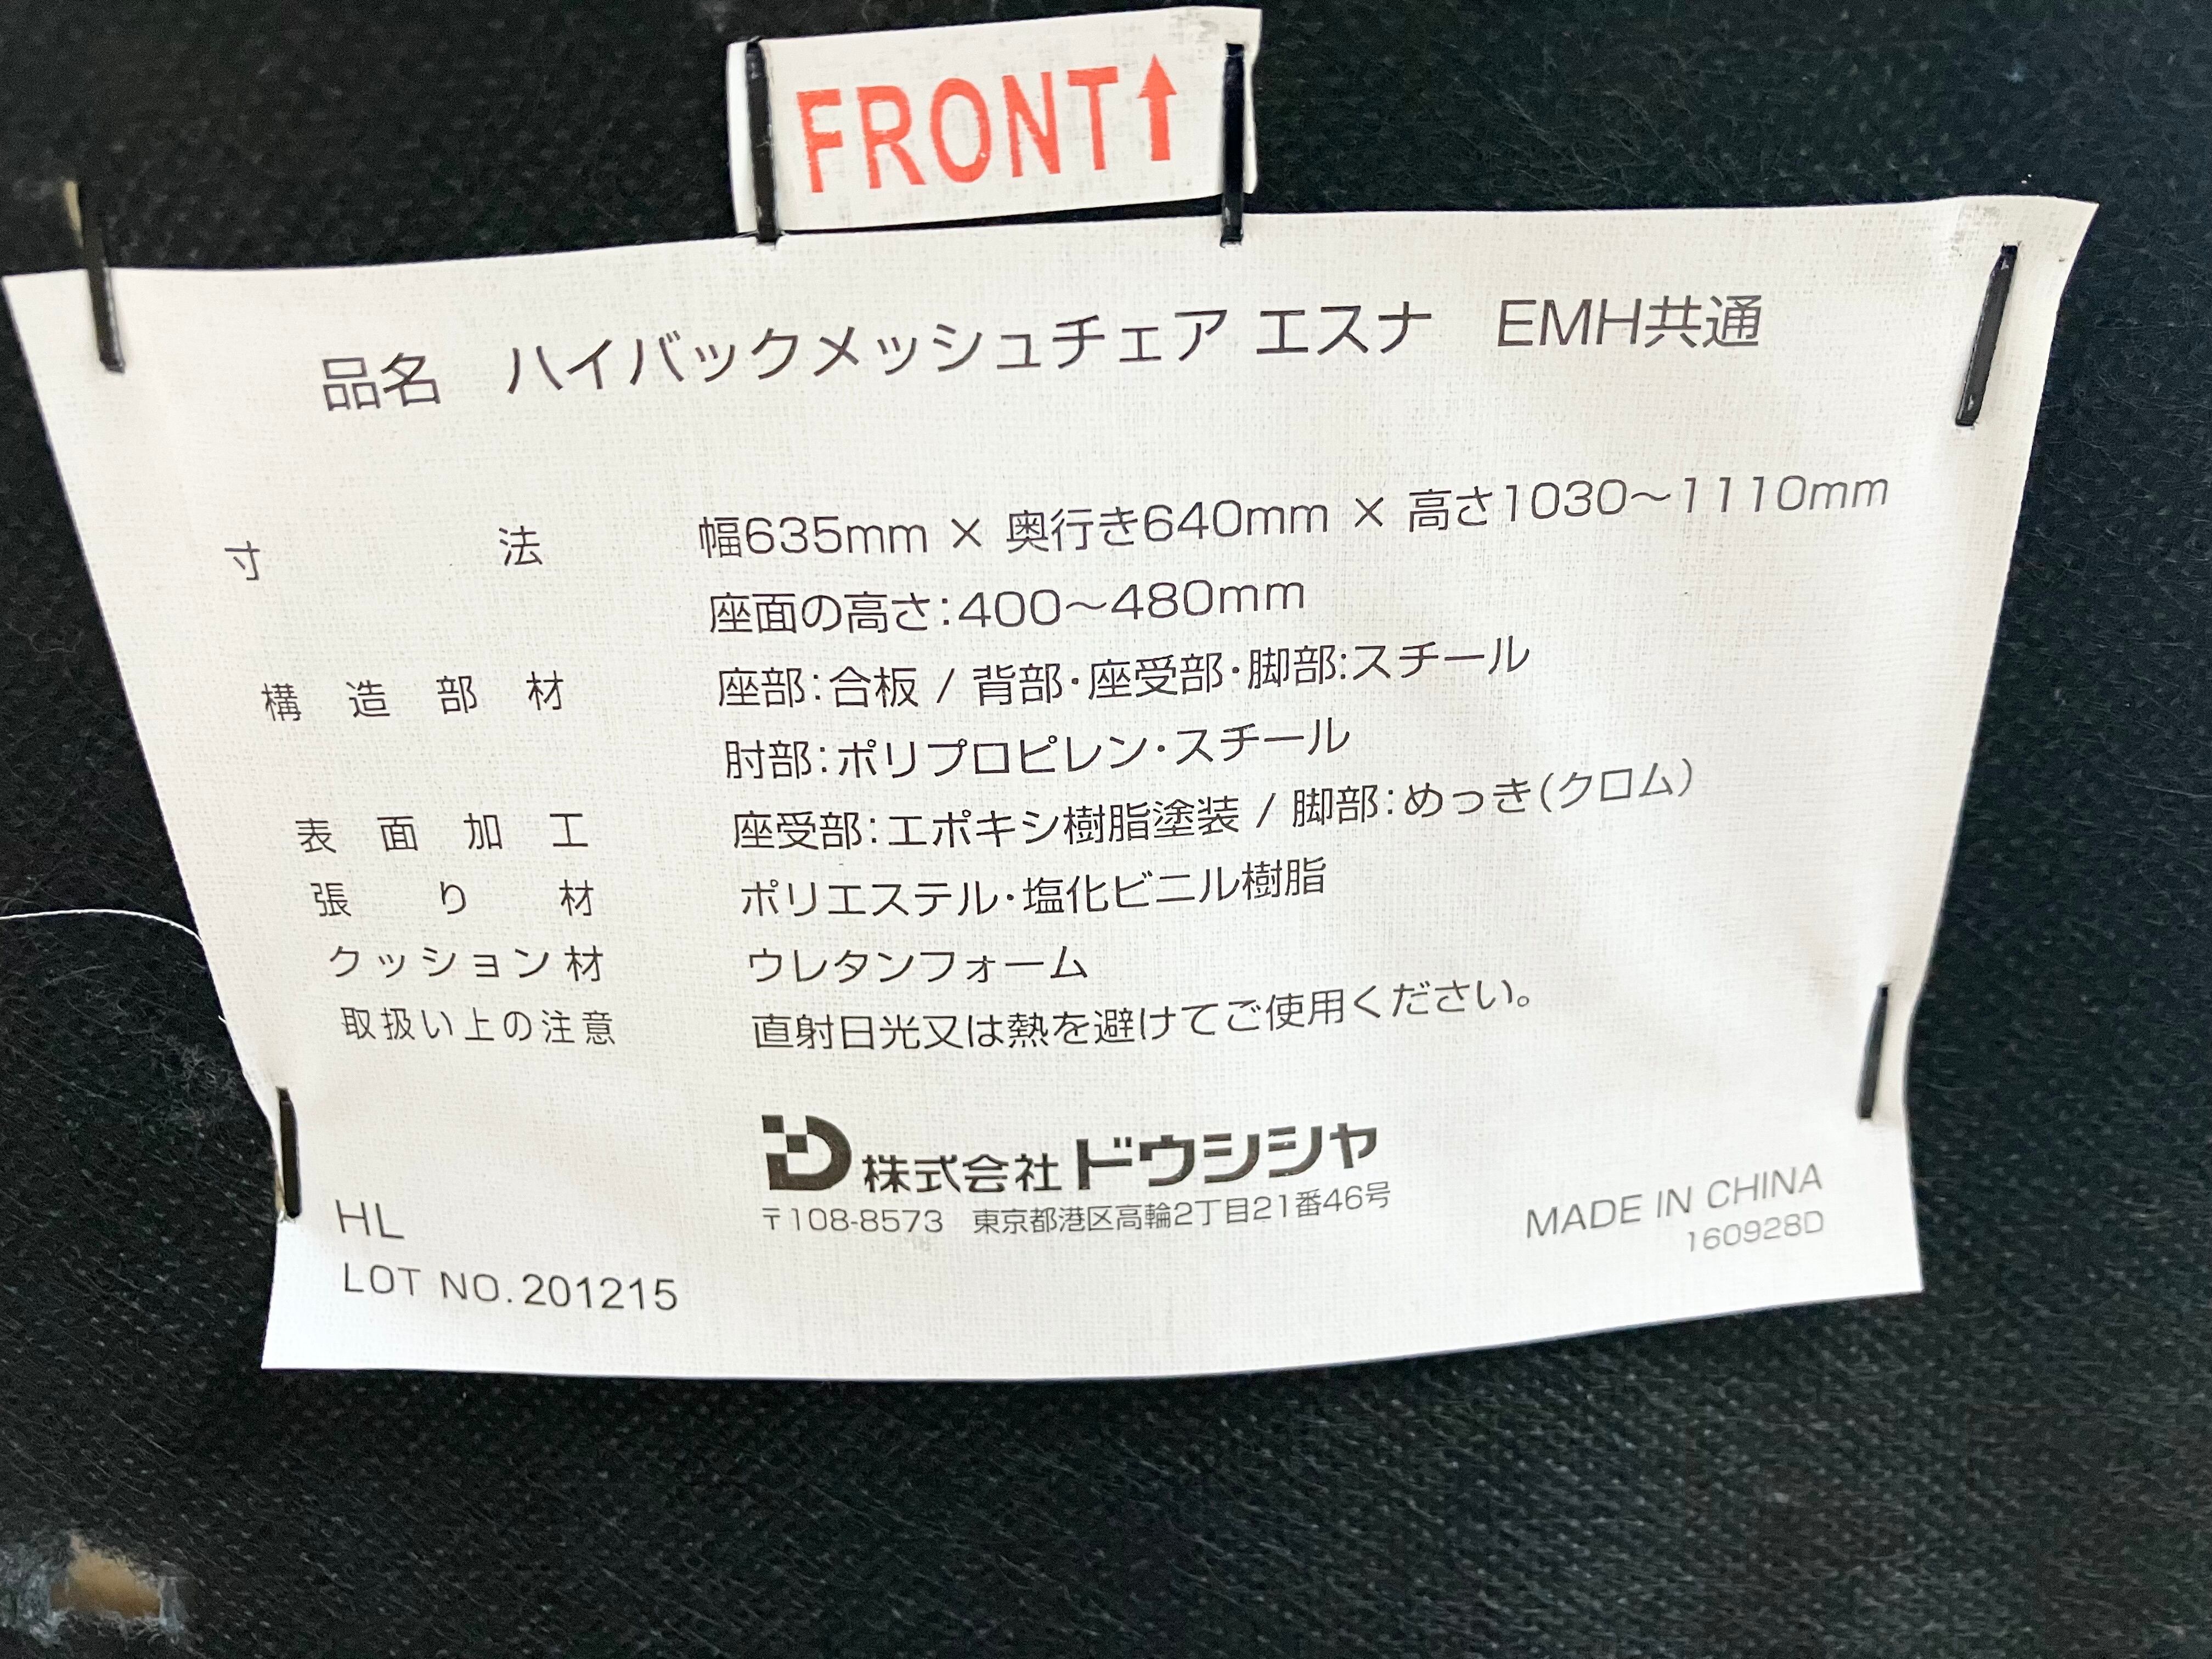 FRONT↑
品名 ハイバックメッシュチェア エスナ EMH共通
寸法 幅635mm × 奥行き640mm × 高さ1030～1110mm
座面の高さ：400～480mm
構造部材 座部：合板 / 背部・座受部・脚部：スチール
肘部：ポリプロピレン・スチール
表面加工 座受部：エポキシ樹脂塗装 / 脚部：めっき(クロム)
張り材 ポリエステル・塩化ビニル樹脂
クッション材 ウレタンフォーム
取扱い上の注意 直射日光又は熱を避けてご使用ください。
株式会社ドウシシャ
〒108-8573 東京都港区高輪2丁目21番46号
HL
LOT NO.201215
MADE IN CHINA
160928D